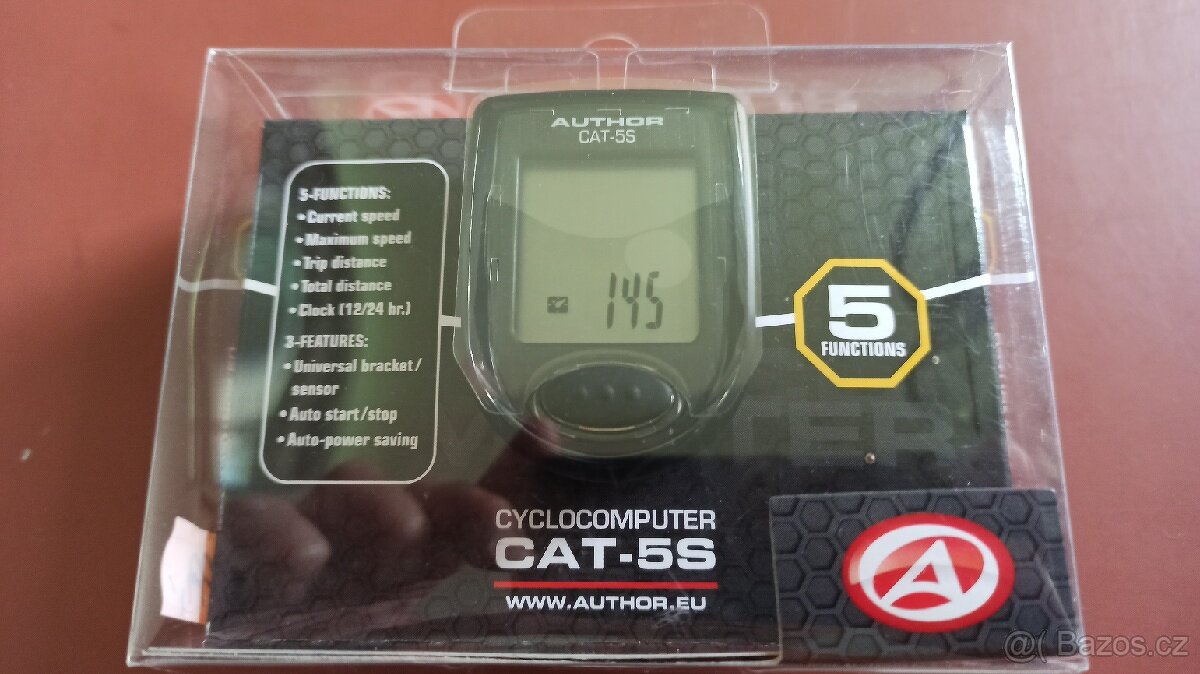 AUTHOR
CAT-5S
145
5-FUNCTIONS:
• Current speed
• Maximum speed
• Trip distance
• Total distance
• Clock (12/24 hr.)
3-FEATURES:
• Universal bracket/
sensor
• Auto start/stop
• Auto-power saving
5
FUNCTIONS
CYCLOCOMPUTER
CAT-5S
WWW.AUTHOR.EU
A
@( Bazos.cz